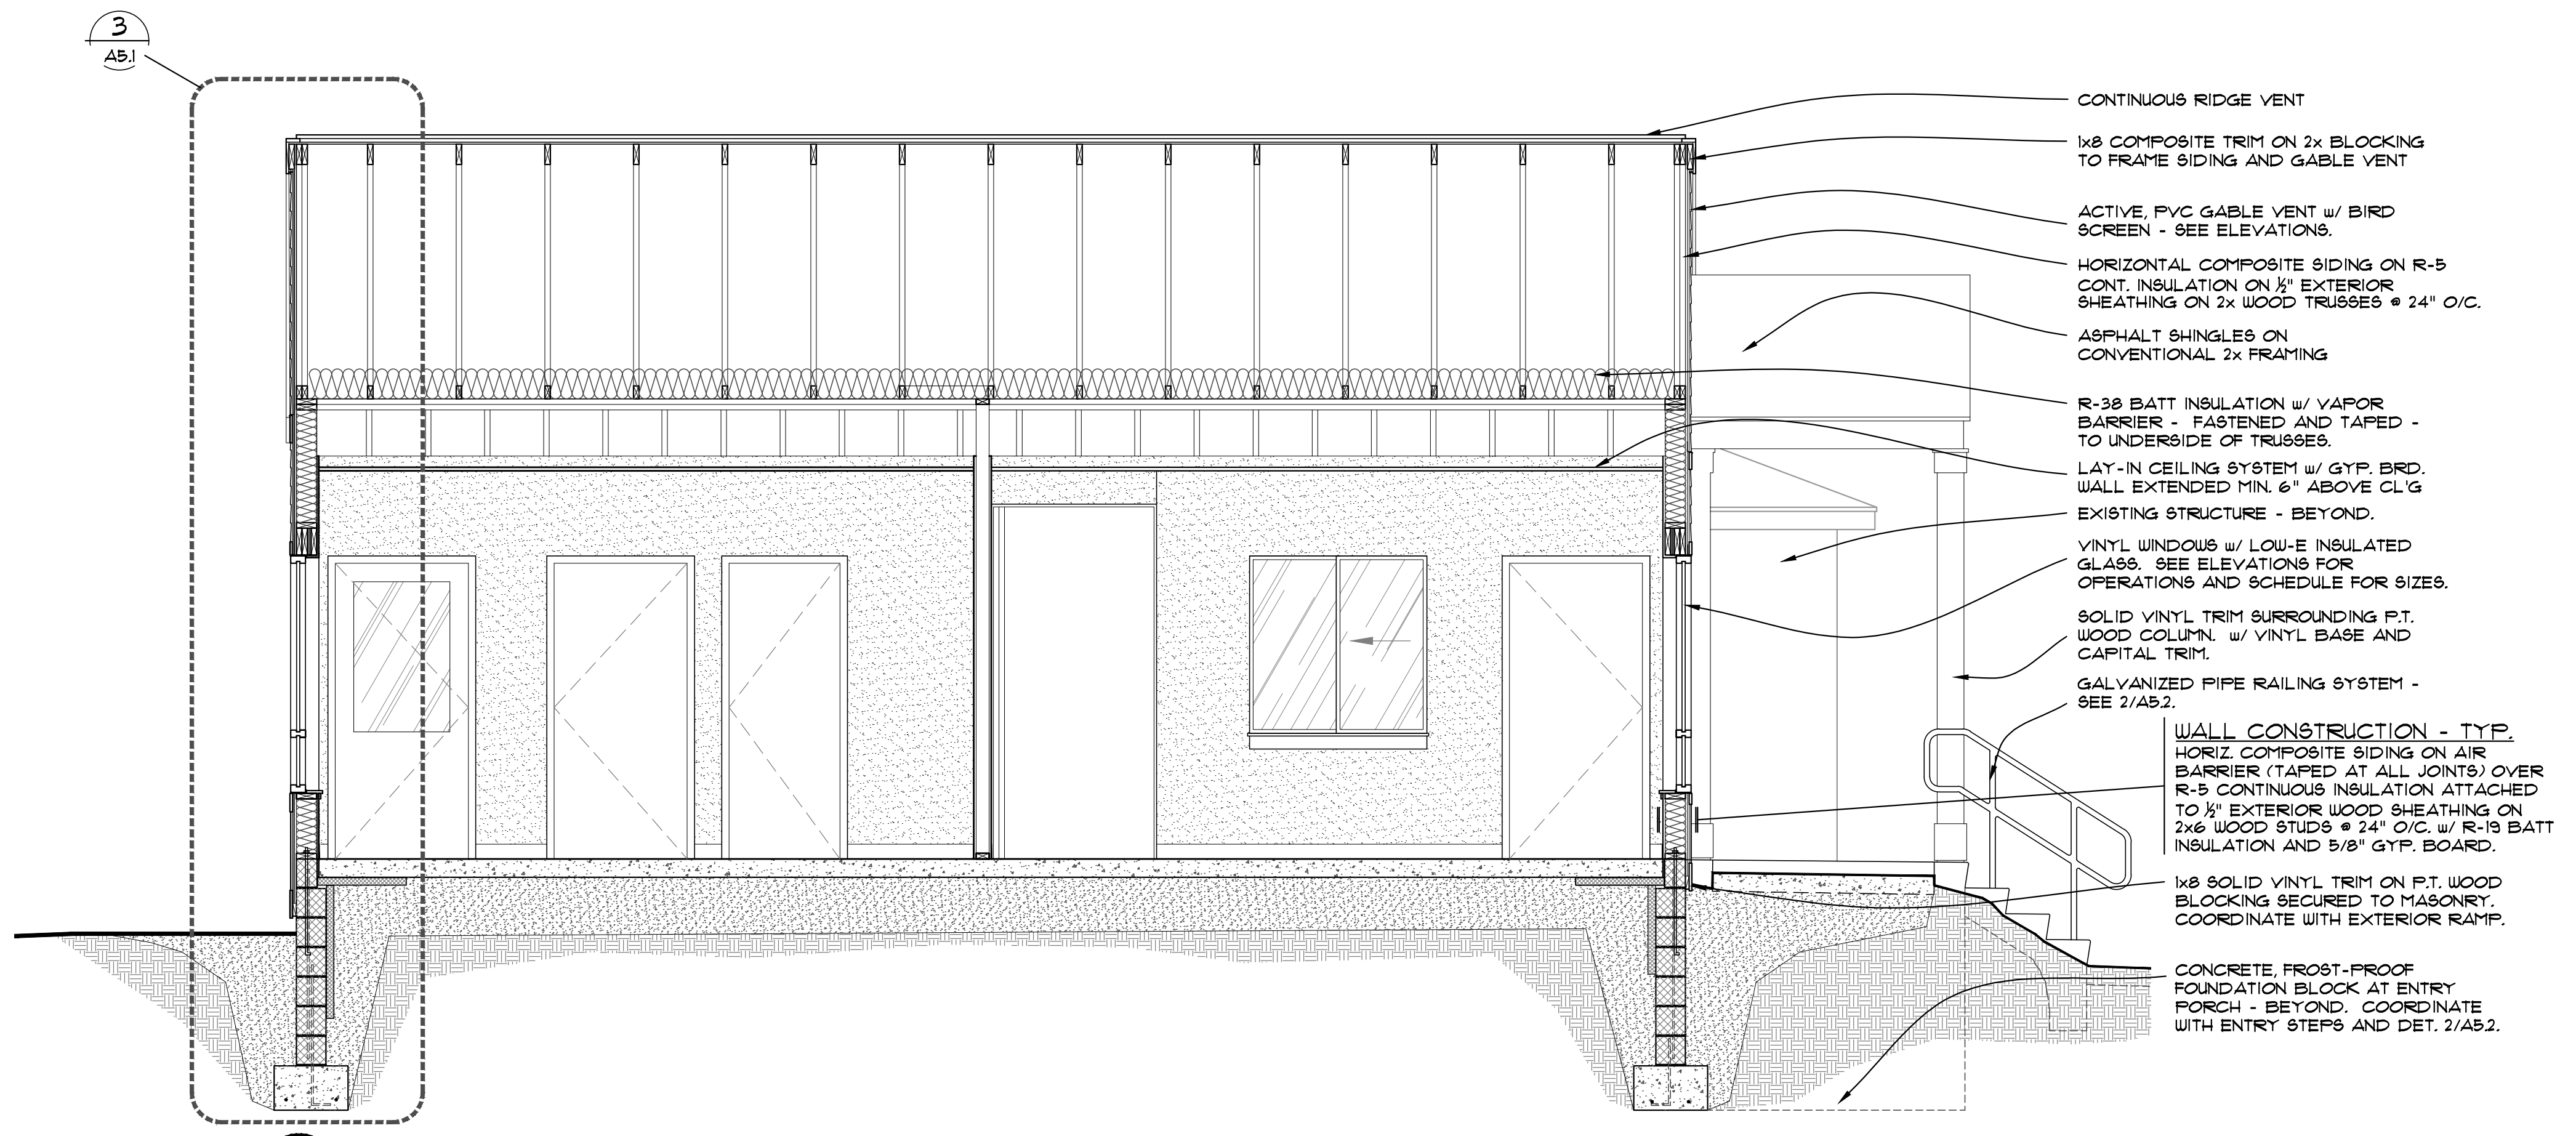 3
A5.1
CONTINUOUS RIDGE VENT
1x8 COMPOSITE TRIM ON 2x BLOCKING
TO FRAME SIDING AND GABLE VENT
ACTIVE, PVC GABLE VENT w/ BIRD
SCREEN - SEE ELEVATIONS.
HORIZONTAL COMPOSITE SIDING ON R-5
CONT. INSULATION ON ½" EXTERIOR
SHEATHING ON 2x WOOD TRUSSES @ 24" O/C.
ASPHALT SHINGLES ON
CONVENTIONAL 2x FRAMING
R-38 BATT INSULATION w/ VAPOR
BARRIER - FASTENED AND TAPED -
TO UNDERSIDE OF TRUSSES.
LAY-IN CEILING SYSTEM w/ GYP. BRD.
WALL EXTENDED MIN. 6" ABOVE CL'G
EXISTING STRUCTURE - BEYOND.
VINYL WINDOWS w/ LOW-E INSULATED
GLASS. SEE ELEVATIONS FOR
OPERATIONS AND SCHEDULE FOR SIZES.
SOLID VINYL TRIM SURROUNDING P.T.
WOOD COLUMN. w/ VINYL BASE AND
CAPITAL TRIM.
GALVANIZED PIPE RAILING SYSTEM -
SEE 2/A5.2.
WALL CONSTRUCTION - TYP.
HORIZ. COMPOSITE SIDING ON AIR
BARRIER (TAPED AT ALL JOINTS) OVER
R-5 CONTINUOUS INSULATION ATTACHED
TO ½" EXTERIOR WOOD SHEATHING ON
2x6 WOOD STUDS @ 24" O/C. w/ R-19 BATT
INSULATION AND 5/8" GYP. BOARD.
1x8 SOLID VINYL TRIM ON P.T. WOOD
BLOCKING SECURED TO MASONRY.
COORDINATE WITH EXTERIOR RAMP.
CONCRETE, FROST-PROOF
FOUNDATION BLOCK AT ENTRY
PORCH - BEYOND. COORDINATE
WITH ENTRY STEPS AND DET. 2/A5.2.